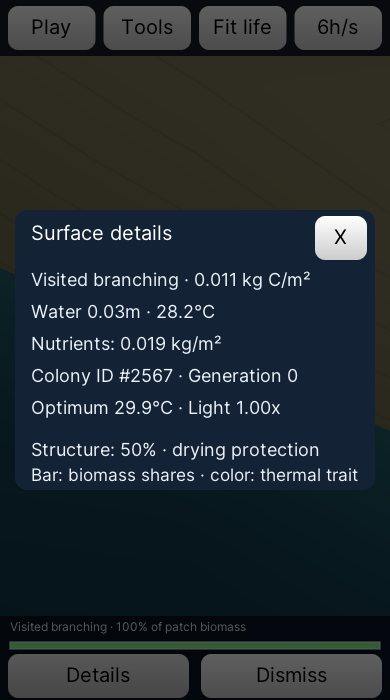 Play
Tools
Fit life
6h/s
Surface details
X
Visited branching · 0.011 kg C/m²
Water 0.03m · 28.2°C
Nutrients: 0.019 kg/m²
Colony ID #2567 · Generation 0
Optimum 29.9°C · Light 1.00x
Structure: 50% · drying protection
Bar: biomass shares · color: thermal trait
Visited branching · 100% of patch biomass
Details
Dismiss